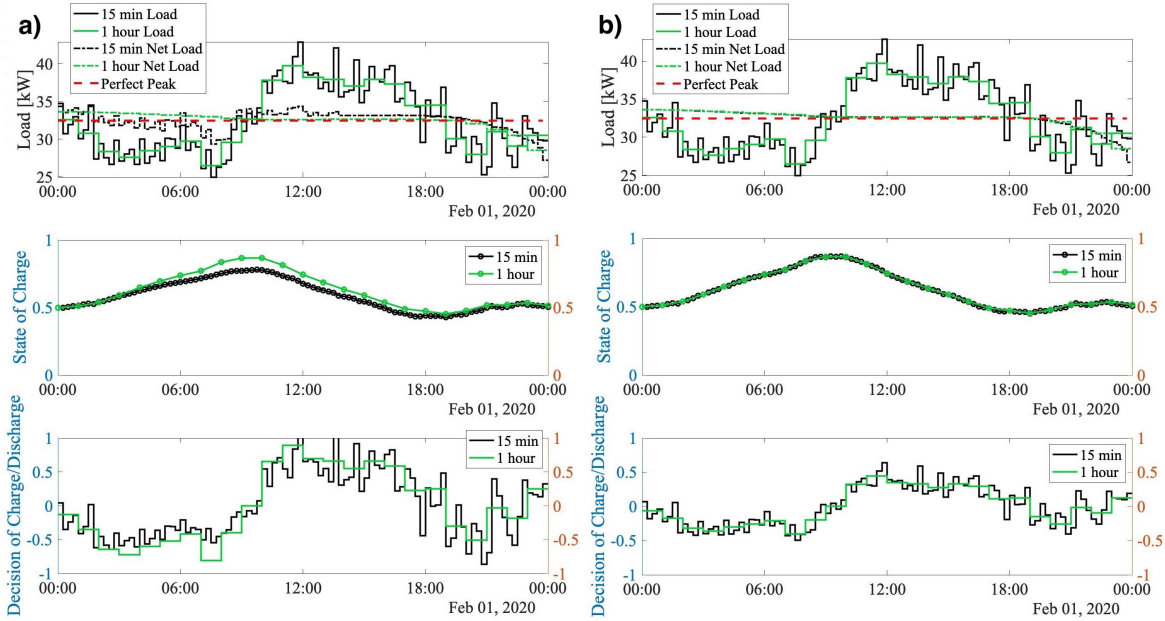 a)
15 min Load
1 hour Load
15 min Net Load
1 hour Net Load
Perfect Peak
Load [kW]
40
35
30
25
00:00 06:00 12:00 18:00 00:00
Feb 01, 2020
State of Charge
1
0.5
0
1
0.5
0
15 min
1 hour
00:00 06:00 12:00 18:00 00:00
Feb 01, 2020
Decision of Charge/Discharge
1
0.5
0
-0.5
-1
1
0.5
0
-0.5
-1
15 min
1 hour
00:00 06:00 12:00 18:00 00:00
Feb 01, 2020
b)
15 min Load
1 hour Load
15 min Net Load
1 hour Net Load
Perfect Peak
Load [kW]
40
35
30
25
00:00 06:00 12:00 18:00 00:00
Feb 01, 2020
State of Charge
1
0.5
0
1
0.5
0
15 min
1 hour
00:00 06:00 12:00 18:00 00:00
Feb 01, 2020
Decision of Charge/Discharge
1
0.5
0
-0.5
-1
1
0.5
0
-0.5
-1
15 min
1 hour
00:00 06:00 12:00 18:00 00:00
Feb 01, 2020